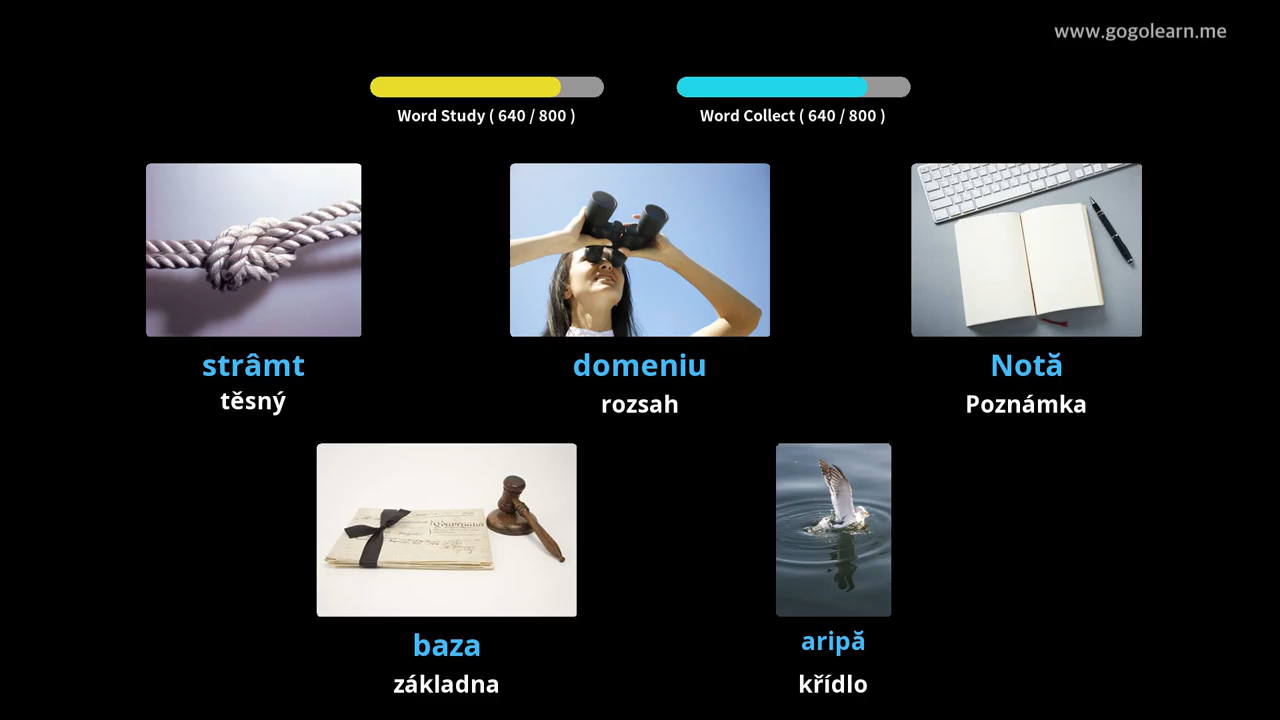 www.gogolearn.me
Word Study ( 640 / 800 )
Word Collect ( 640 / 800 )
strâmt
domeniu
Notă
těsný
rozsah
Poznámka
baza
aripă
základna
křídlo